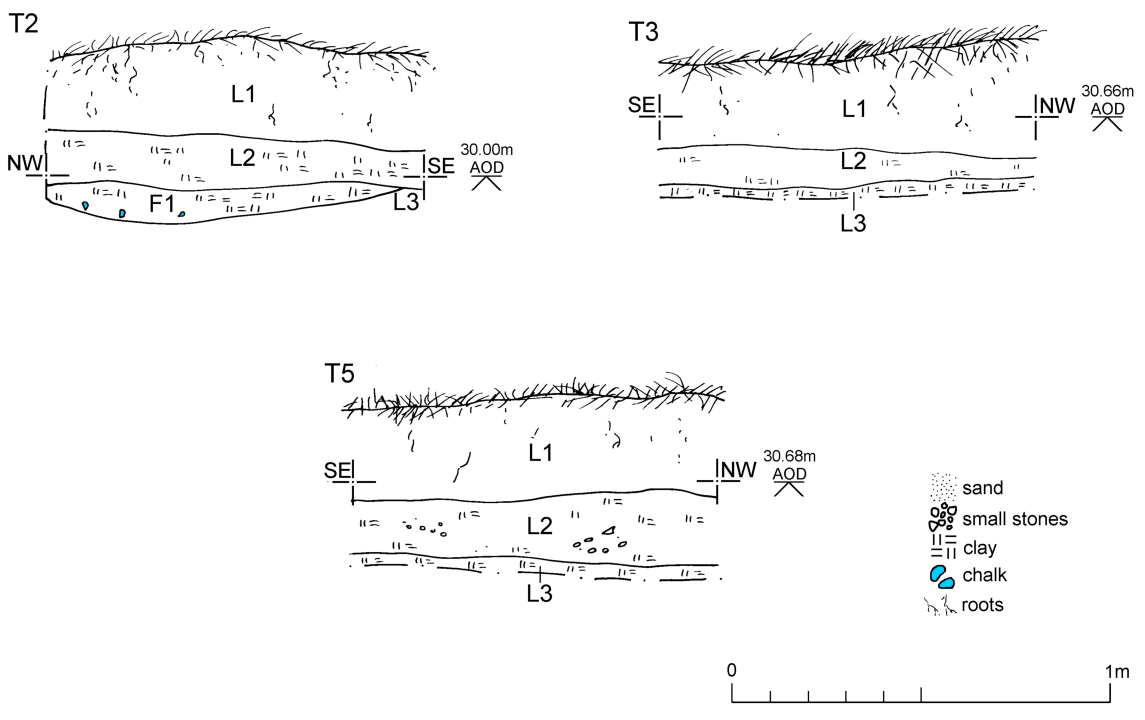 T2
L1
L2
NW
SE
30.00m
AOD
F1
L3
T3
SE
L1
NW
30.66m
AOD
L2
L3
T5
L1
SE
NW
30.68m
AOD
L2
L3
sand
small stones
clay
chalk
roots
0
1m